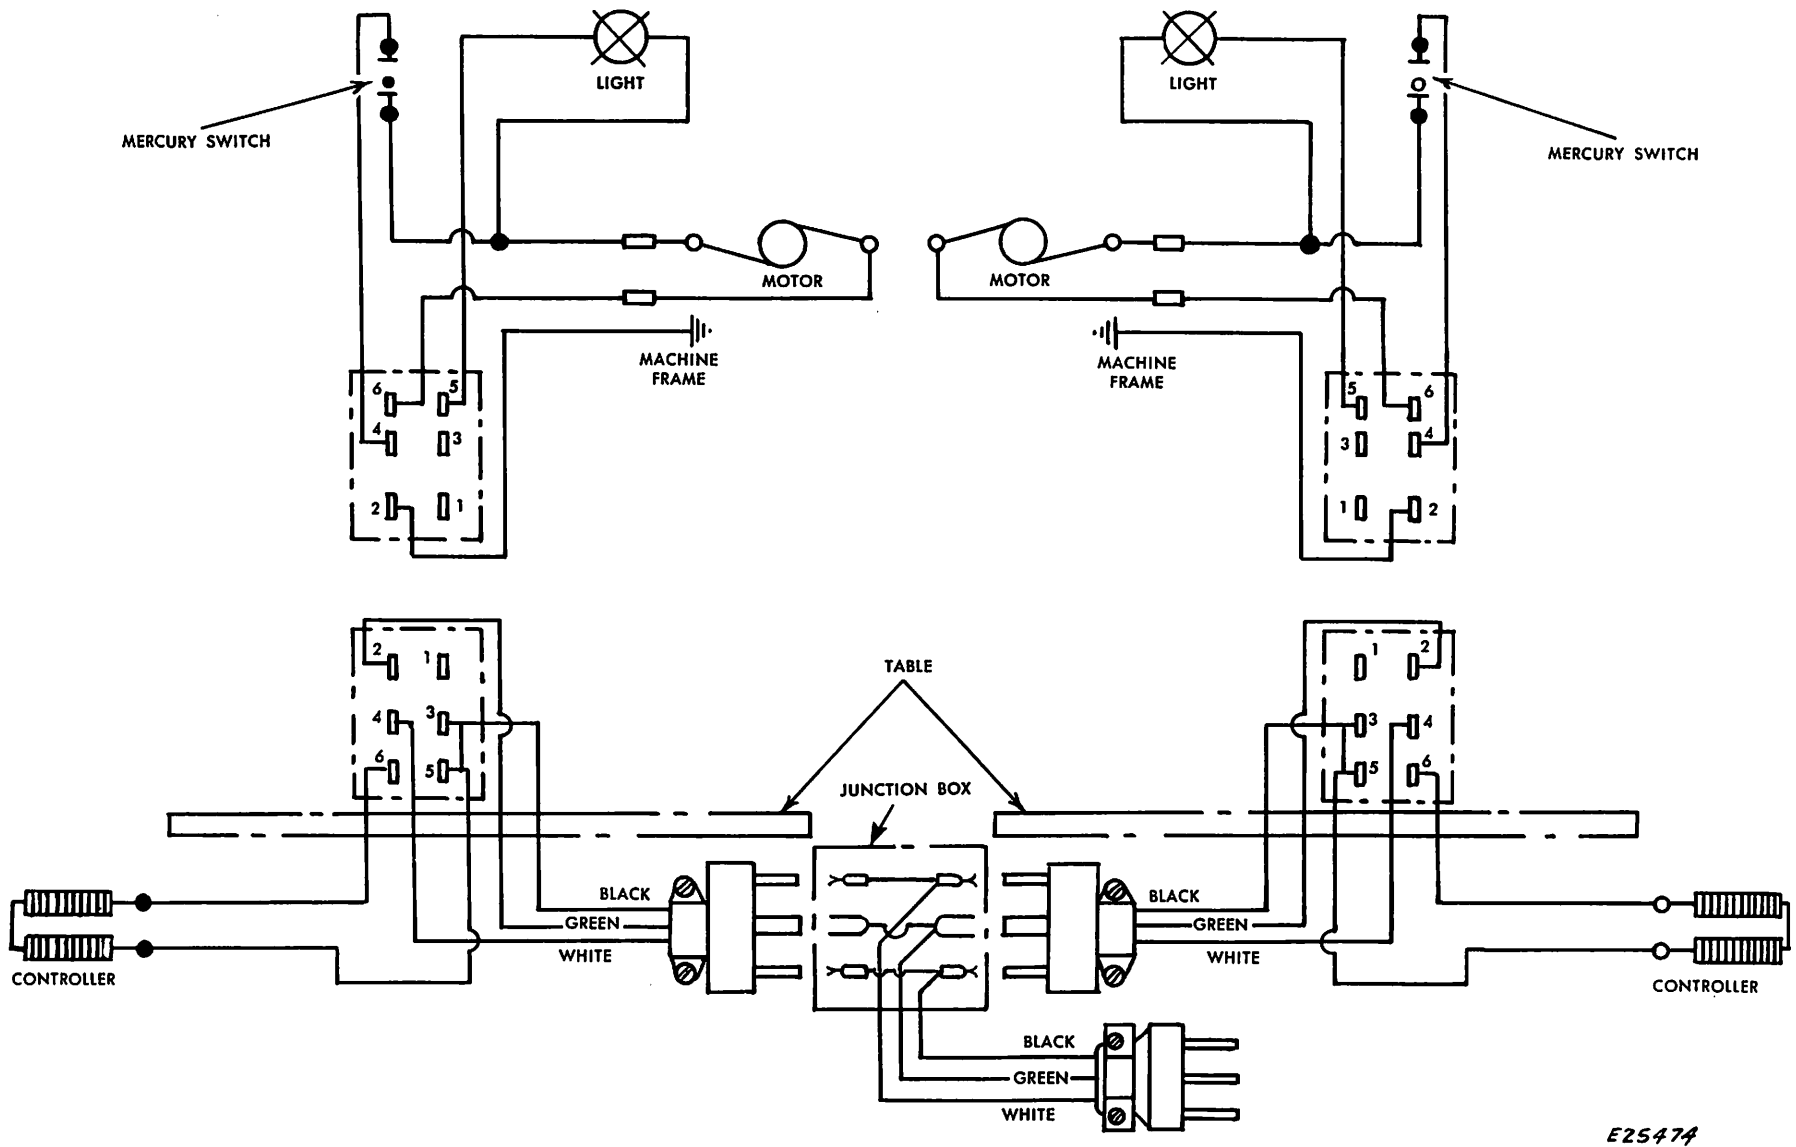 LIGHT
LIGHT
MERCURY SWITCH
MERCURY SWITCH
MOTOR
MOTOR
MACHINE
FRAME
MACHINE
FRAME
6 5
4 3
2 1
5 6
3 4
1 2
2 1
4 3
6 5
1 2
3 4
5 6
TABLE
JUNCTION BOX
BLACK
GREEN
WHITE
BLACK
GREEN
WHITE
CONTROLLER
CONTROLLER
BLACK
GREEN
WHITE
E25474